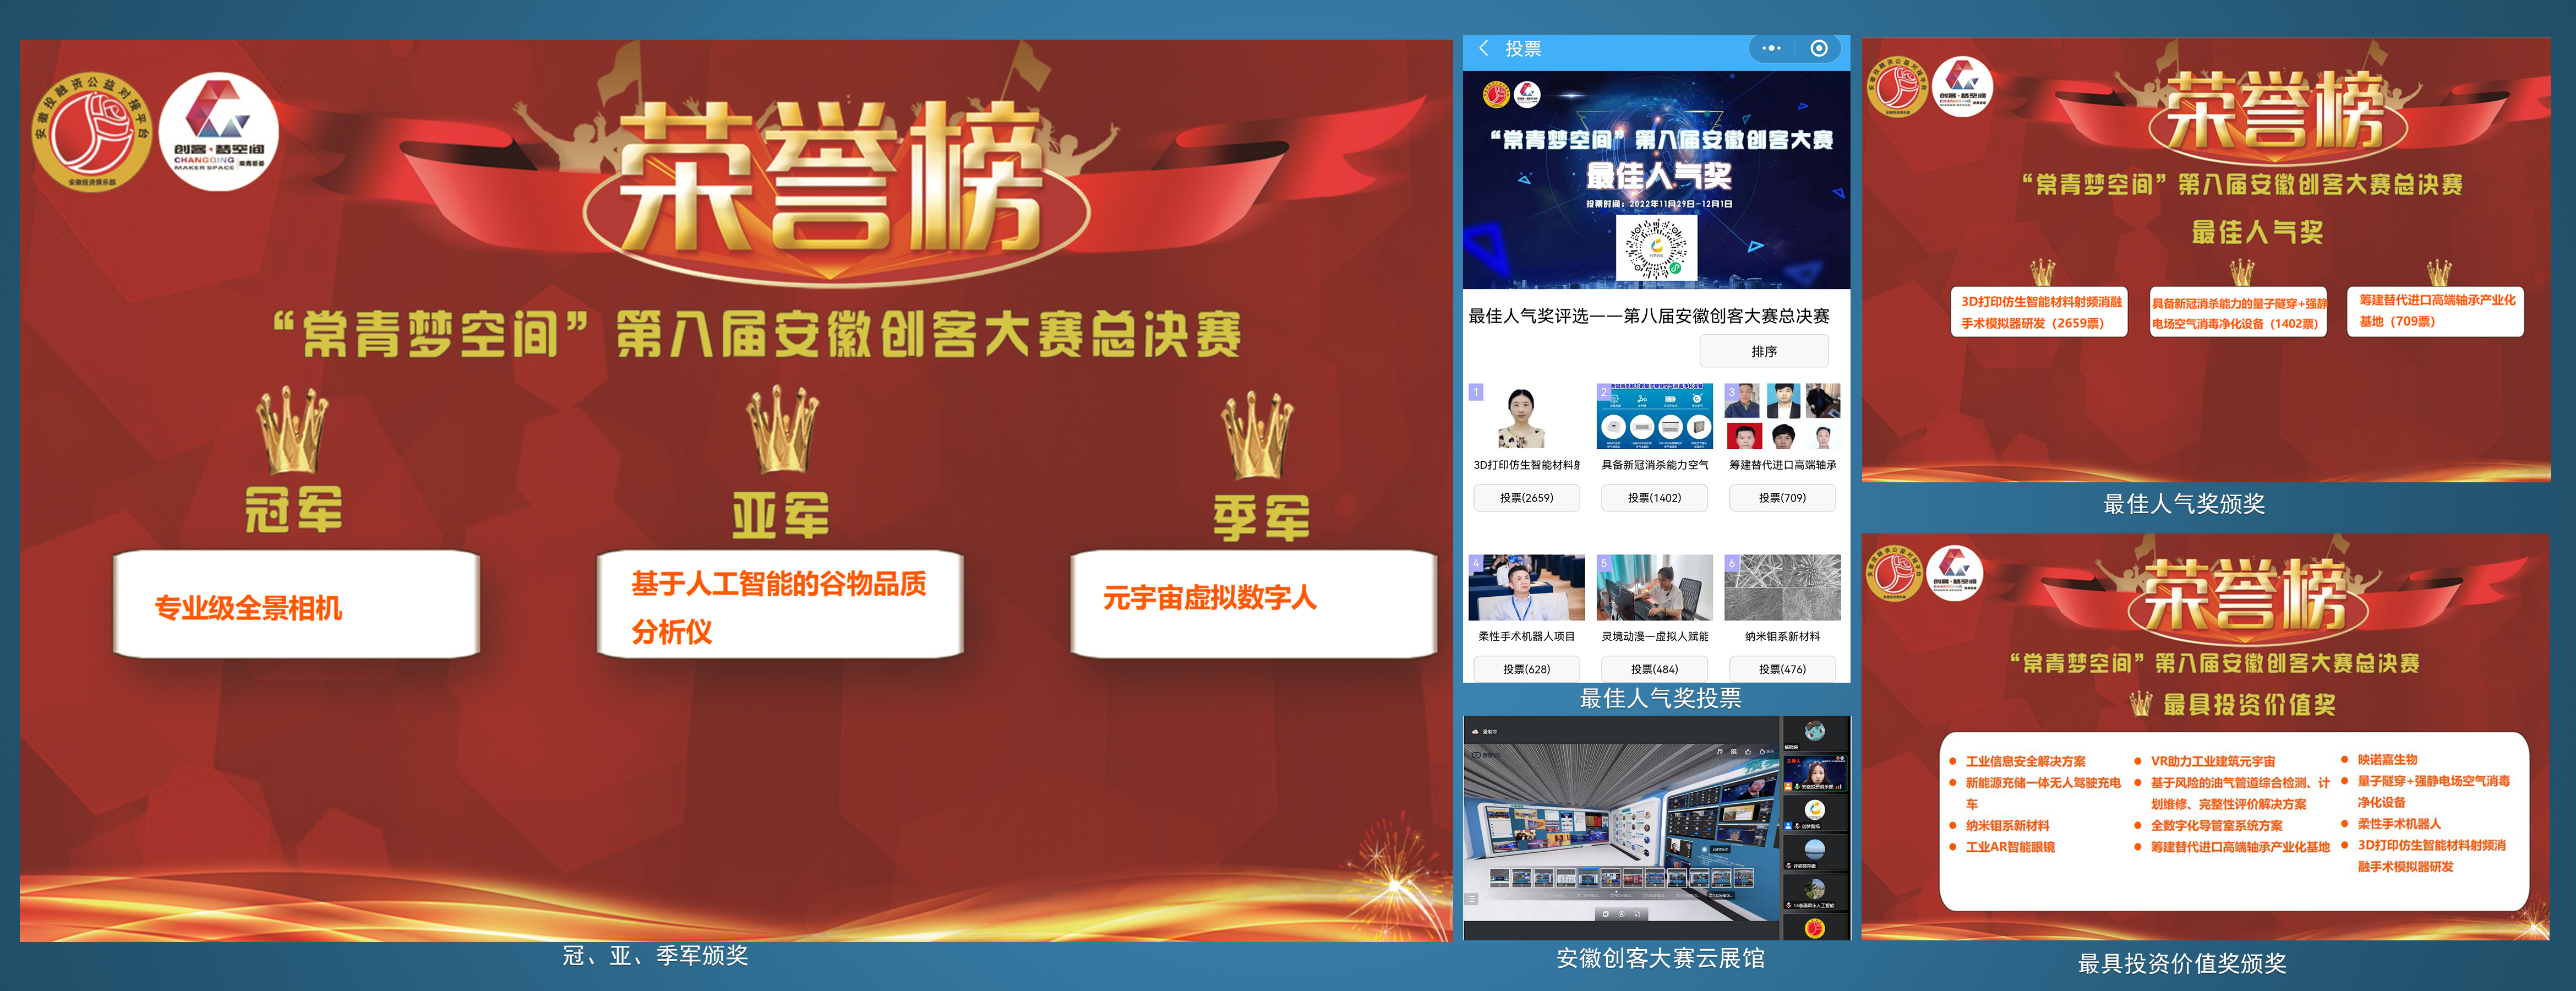 安徽投融资公益对接平台
安徽投资俱乐部
创客·梦空间
CHANGQING
MAKER SPACE
荣誉榜
“常青梦空间”第八届安徽创客大赛总决赛
冠军
专业级全景相机
亚军
基于人工智能的谷物品质
分析仪
季军
元宇宙虚拟数字人
冠、亚、季军颁奖
投票
“常青梦空间”第八届安徽创客大赛
最佳人气奖
投票时间：2022年11月29日-12月1日
最佳人气奖评选——第八届安徽创客大赛总决赛
排序
1
2
3
3D打印仿生智能材料射
具备新冠消杀能力空气
筹建替代进口高端轴承
投票(2659)
投票(1402)
投票(709)
4
5
6
柔性手术机器人项目
灵境动漫—虚拟人赋能
纳米钼系新材料
投票(628)
投票(484)
投票(476)
最佳人气奖投票
录制中
安徽创客大赛云展馆
创客·梦空间
荣誉榜
“常青梦空间”第八届安徽创客大赛总决赛
最佳人气奖
3D打印仿生智能材料射频消融
手术模拟器研发（2659票）
具备新冠消杀能力的量子隧穿+强静
电场空气消毒净化设备（1402票）
筹建替代进口高端轴承产业化
基地（709票）
最佳人气奖颁奖
创客·梦空间
荣誉榜
“常青梦空间”第八届安徽创客大赛总决赛
最具投资价值奖
工业信息安全解决方案
新能源充储一体无人驾驶充电
车
纳米钼系新材料
工业AR智能眼镜
VR助力工业建筑元宇宙
基于风险的油气管道综合检测、计
划维修、完整性评价解决方案
全数字化导管室系统方案
筹建替代进口高端轴承产业化基地
映诺嘉生物
量子隧穿+强静电场空气消毒
净化设备
柔性手术机器人
3D打印仿生智能材料射频消
融手术模拟器研发
最具投资价值奖颁奖